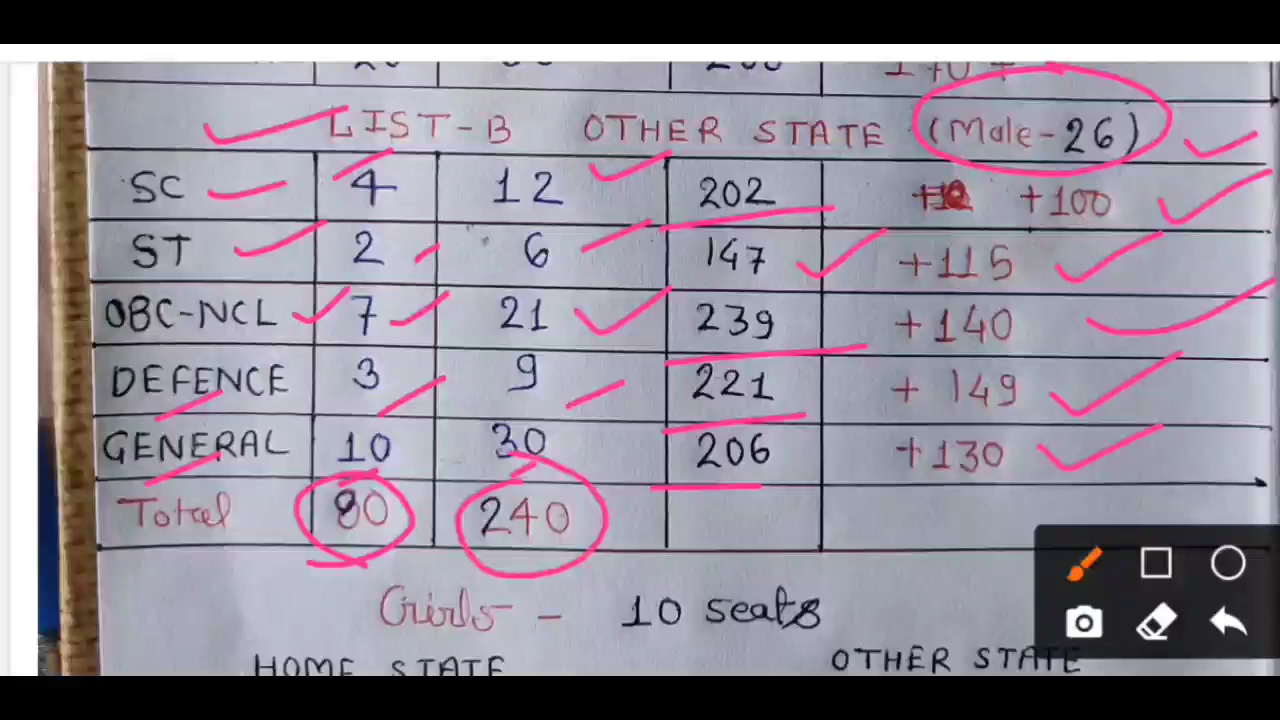 LIST-B OTHER STATE (Male-26)
SC 4 12 202 +100
ST 2 6 147 +115
OBC-NCL 7 21 239 +140
DEFENCE 3 9 221 + 149
GENERAL 10 30 206 +130
Total 80 240
Girls - 10 seats
HOME STATE OTHER STATE